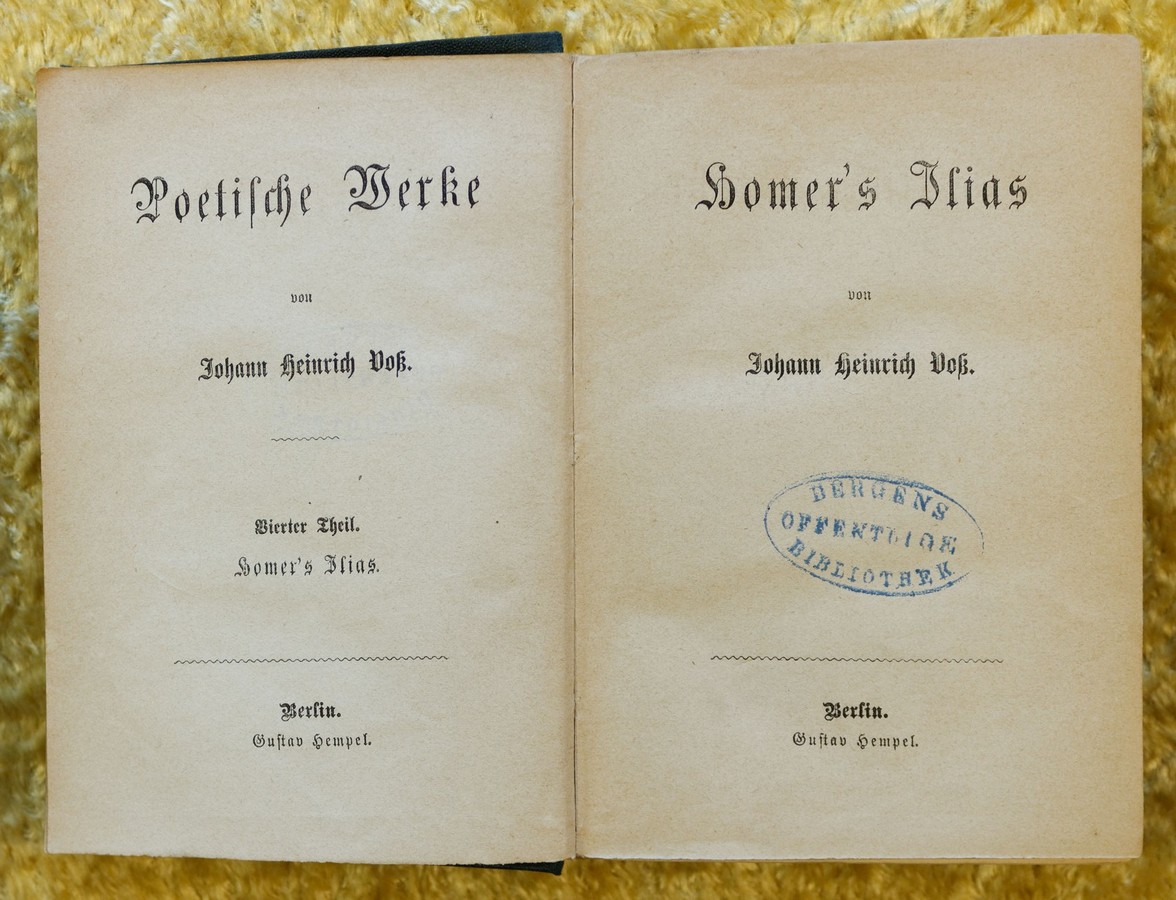 Poetiſche Werke
von
Johann Heinrich Voß.
Vierter Theil.
Homer's Ilias.
Berlin.
Guſtav Hempel.
Homer's Ilias
von
Johann Heinrich Voß.
BERGENS
OFFENTLIGE
BIBLIOTHEK
Berlin.
Guſtav Hempel.